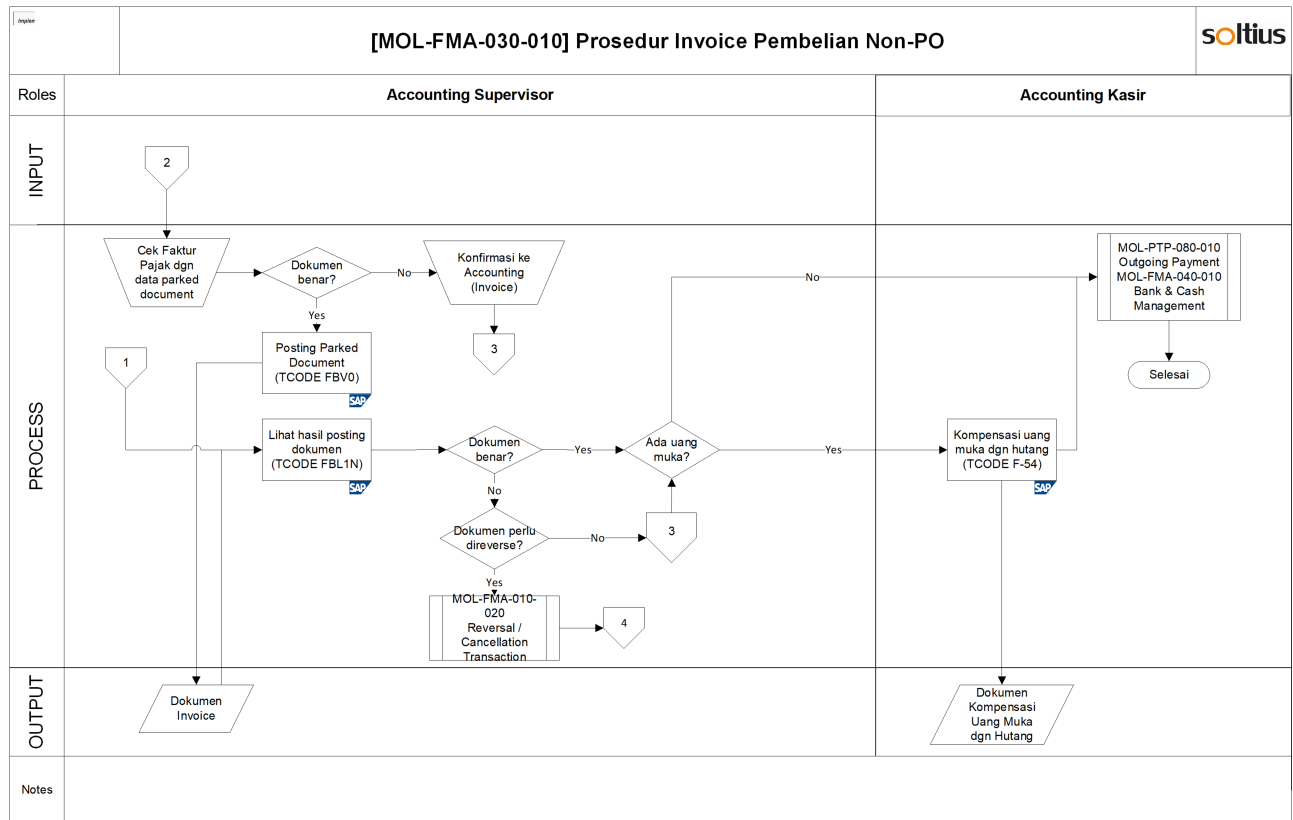 Implen
[MOL-FMA-030-010] Prosedur Invoice Pembelian Non-PO
soltius
Roles
Accounting Supervisor
Accounting Kasir
INPUT
2
PROCESS
Cek Faktur
Pajak dgn
data parked
document
Dokumen
benar?
No
Konfirmasi ke
Accounting
(Invoice)
3
Yes
Posting Parked
Document
(TCODE FBV0)
SAP
1
Lihat hasil posting
dokumen
(TCODE FBL1N)
SAP
Dokumen
benar?
Yes
Ada uang
muka?
No
Yes
No
Dokumen perlu
direverse?
No
3
Yes
MOL-FMA-010-
020
Reversal /
Cancellation
Transaction
4
MOL-PTP-080-010
Outgoing Payment
MOL-FMA-040-010
Bank & Cash
Management
Selesai
Kompensasi uang
muka dgn hutang
(TCODE F-54)
SAP
OUTPUT
Dokumen
Invoice
Dokumen
Kompensasi
Uang Muka
dgn Hutang
Notes